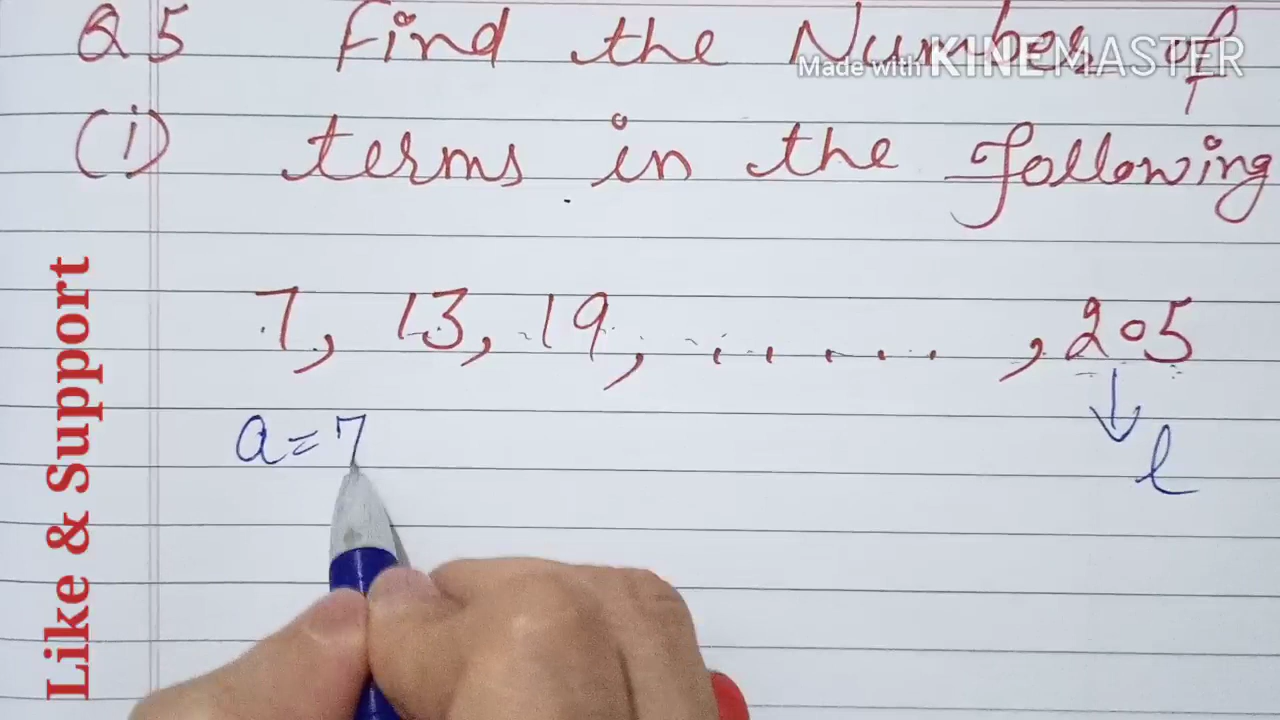 Q5 Find the Number of
Made with KINEMASTER
(i) terms in the following
7, 13, 19, ......, 205
a=7
l
Like & Support